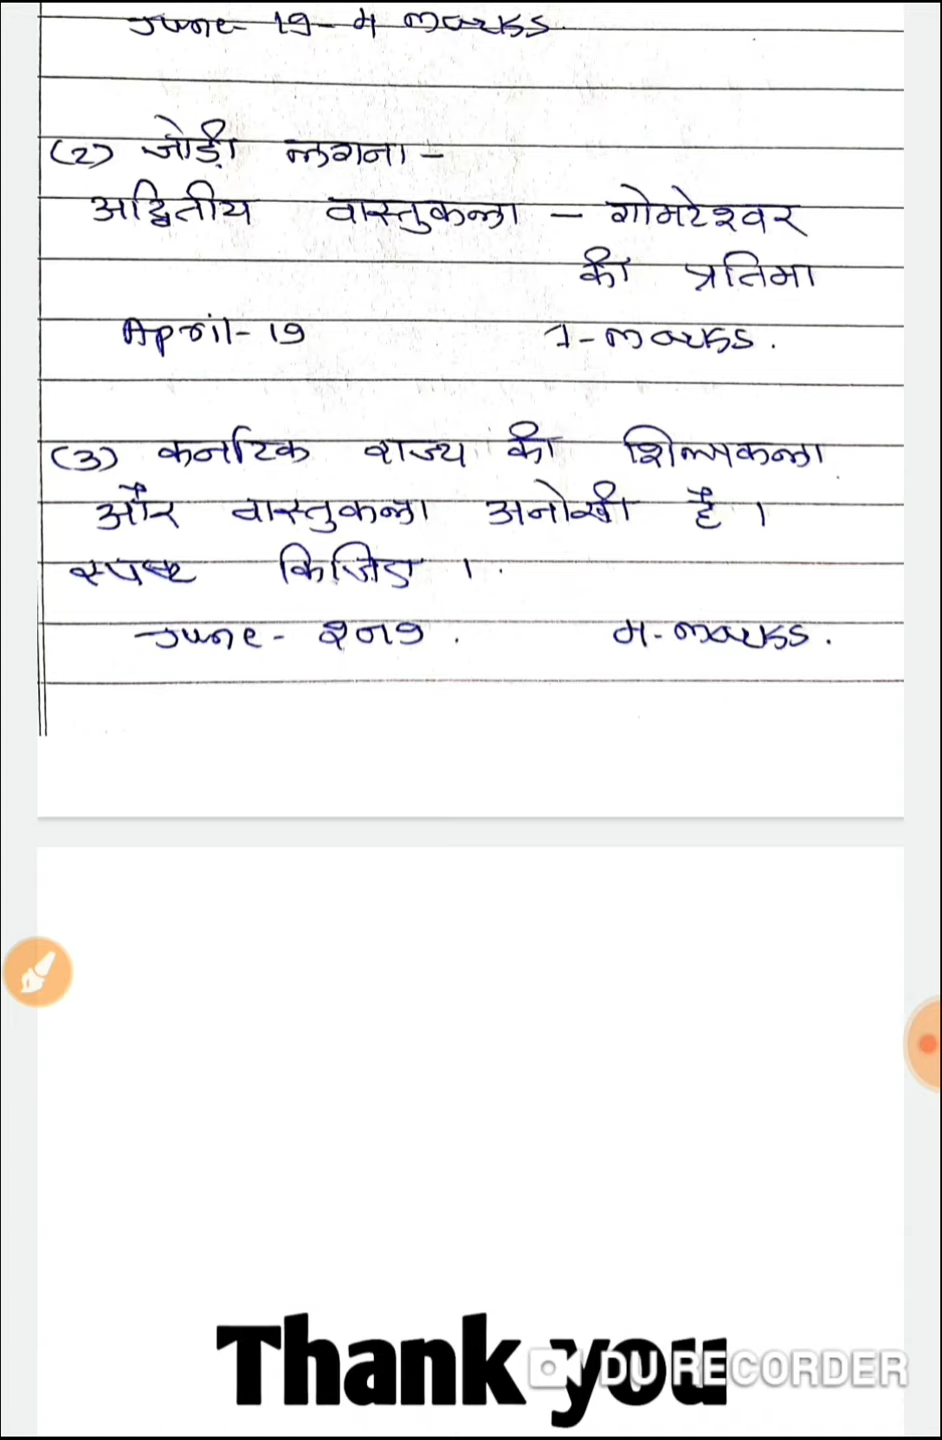 June 19 - 4 marks
(2) जोड़ी लगाना -
अद्वितीय वास्तुकला - गोमटेश्वर
की प्रतिमा
April-19 1-marks.
(3) कर्नाटक राज्य की शिल्पकला
और वास्तुकला अनोखी है।
स्पष्ट किजिए।
June - 2019. 4-marks.
Thank you
DU RECORDER